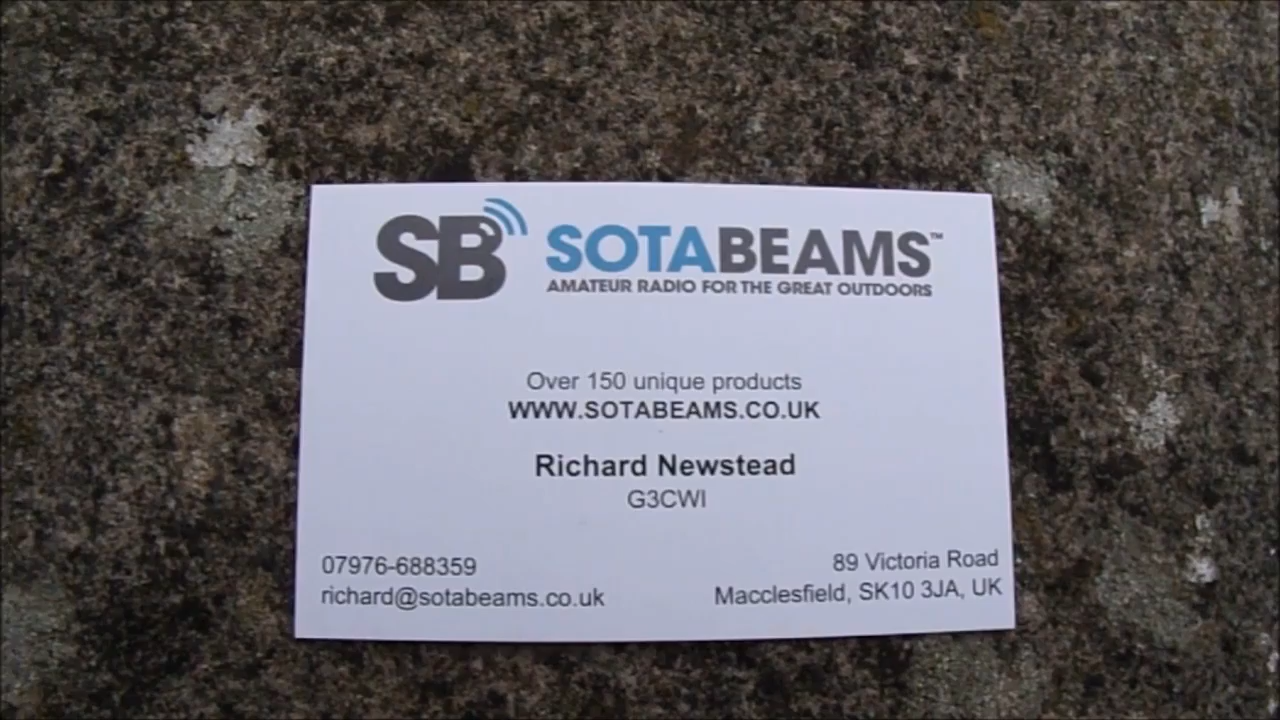 SB SOTABEAMS™
AMATEUR RADIO FOR THE GREAT OUTDOORS
Over 150 unique products
WWW.SOTABEAMS.CO.UK
Richard Newstead
G3CWI
07976-688359
richard@sotabeams.co.uk
89 Victoria Road
Macclesfield, SK10 3JA, UK